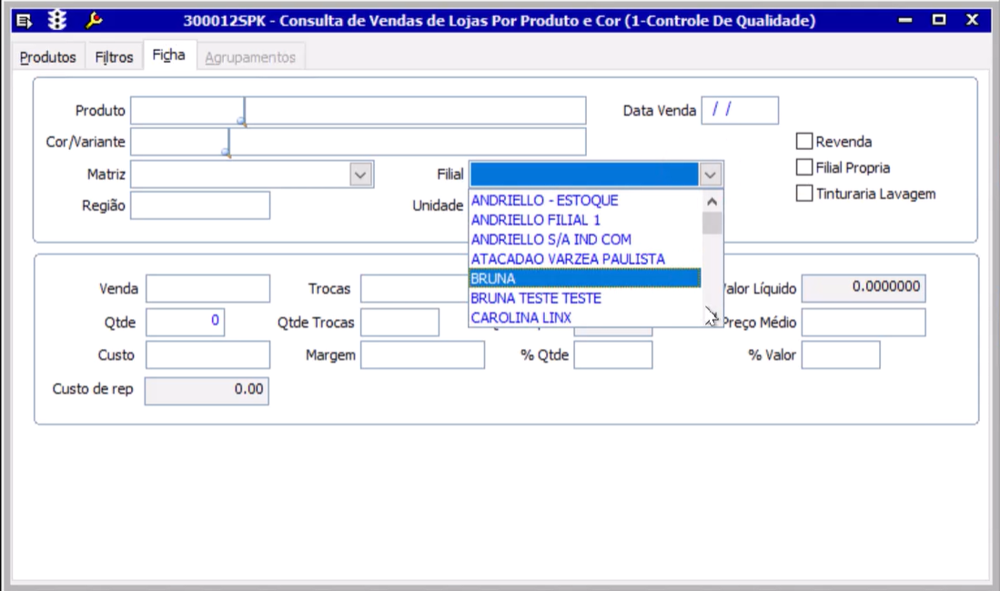 300012SPK - Consulta de Vendas de Lojas Por Produto e Cor (1-Controle De Qualidade)
Produtos Filtros Ficha Agrupamentos
Produto Data Venda / /
Cor/Variante Revenda
Matriz Filial Filial Propria
Região Unidade Tinturaria Lavagem
ANDRIELLO - ESTOQUE
ANDRIELLO FILIAL 1
ANDRIELLO S/A IND COM
ATACADAO VARZEA PAULISTA
BRUNA
BRUNA TESTE TESTE
CAROLINA LINX
Venda Trocas Valor Líquido 0.0000000
Qtde 0 Qtde Trocas Preço Médio
Custo Margem % Qtde % Valor
Custo de rep 0.00